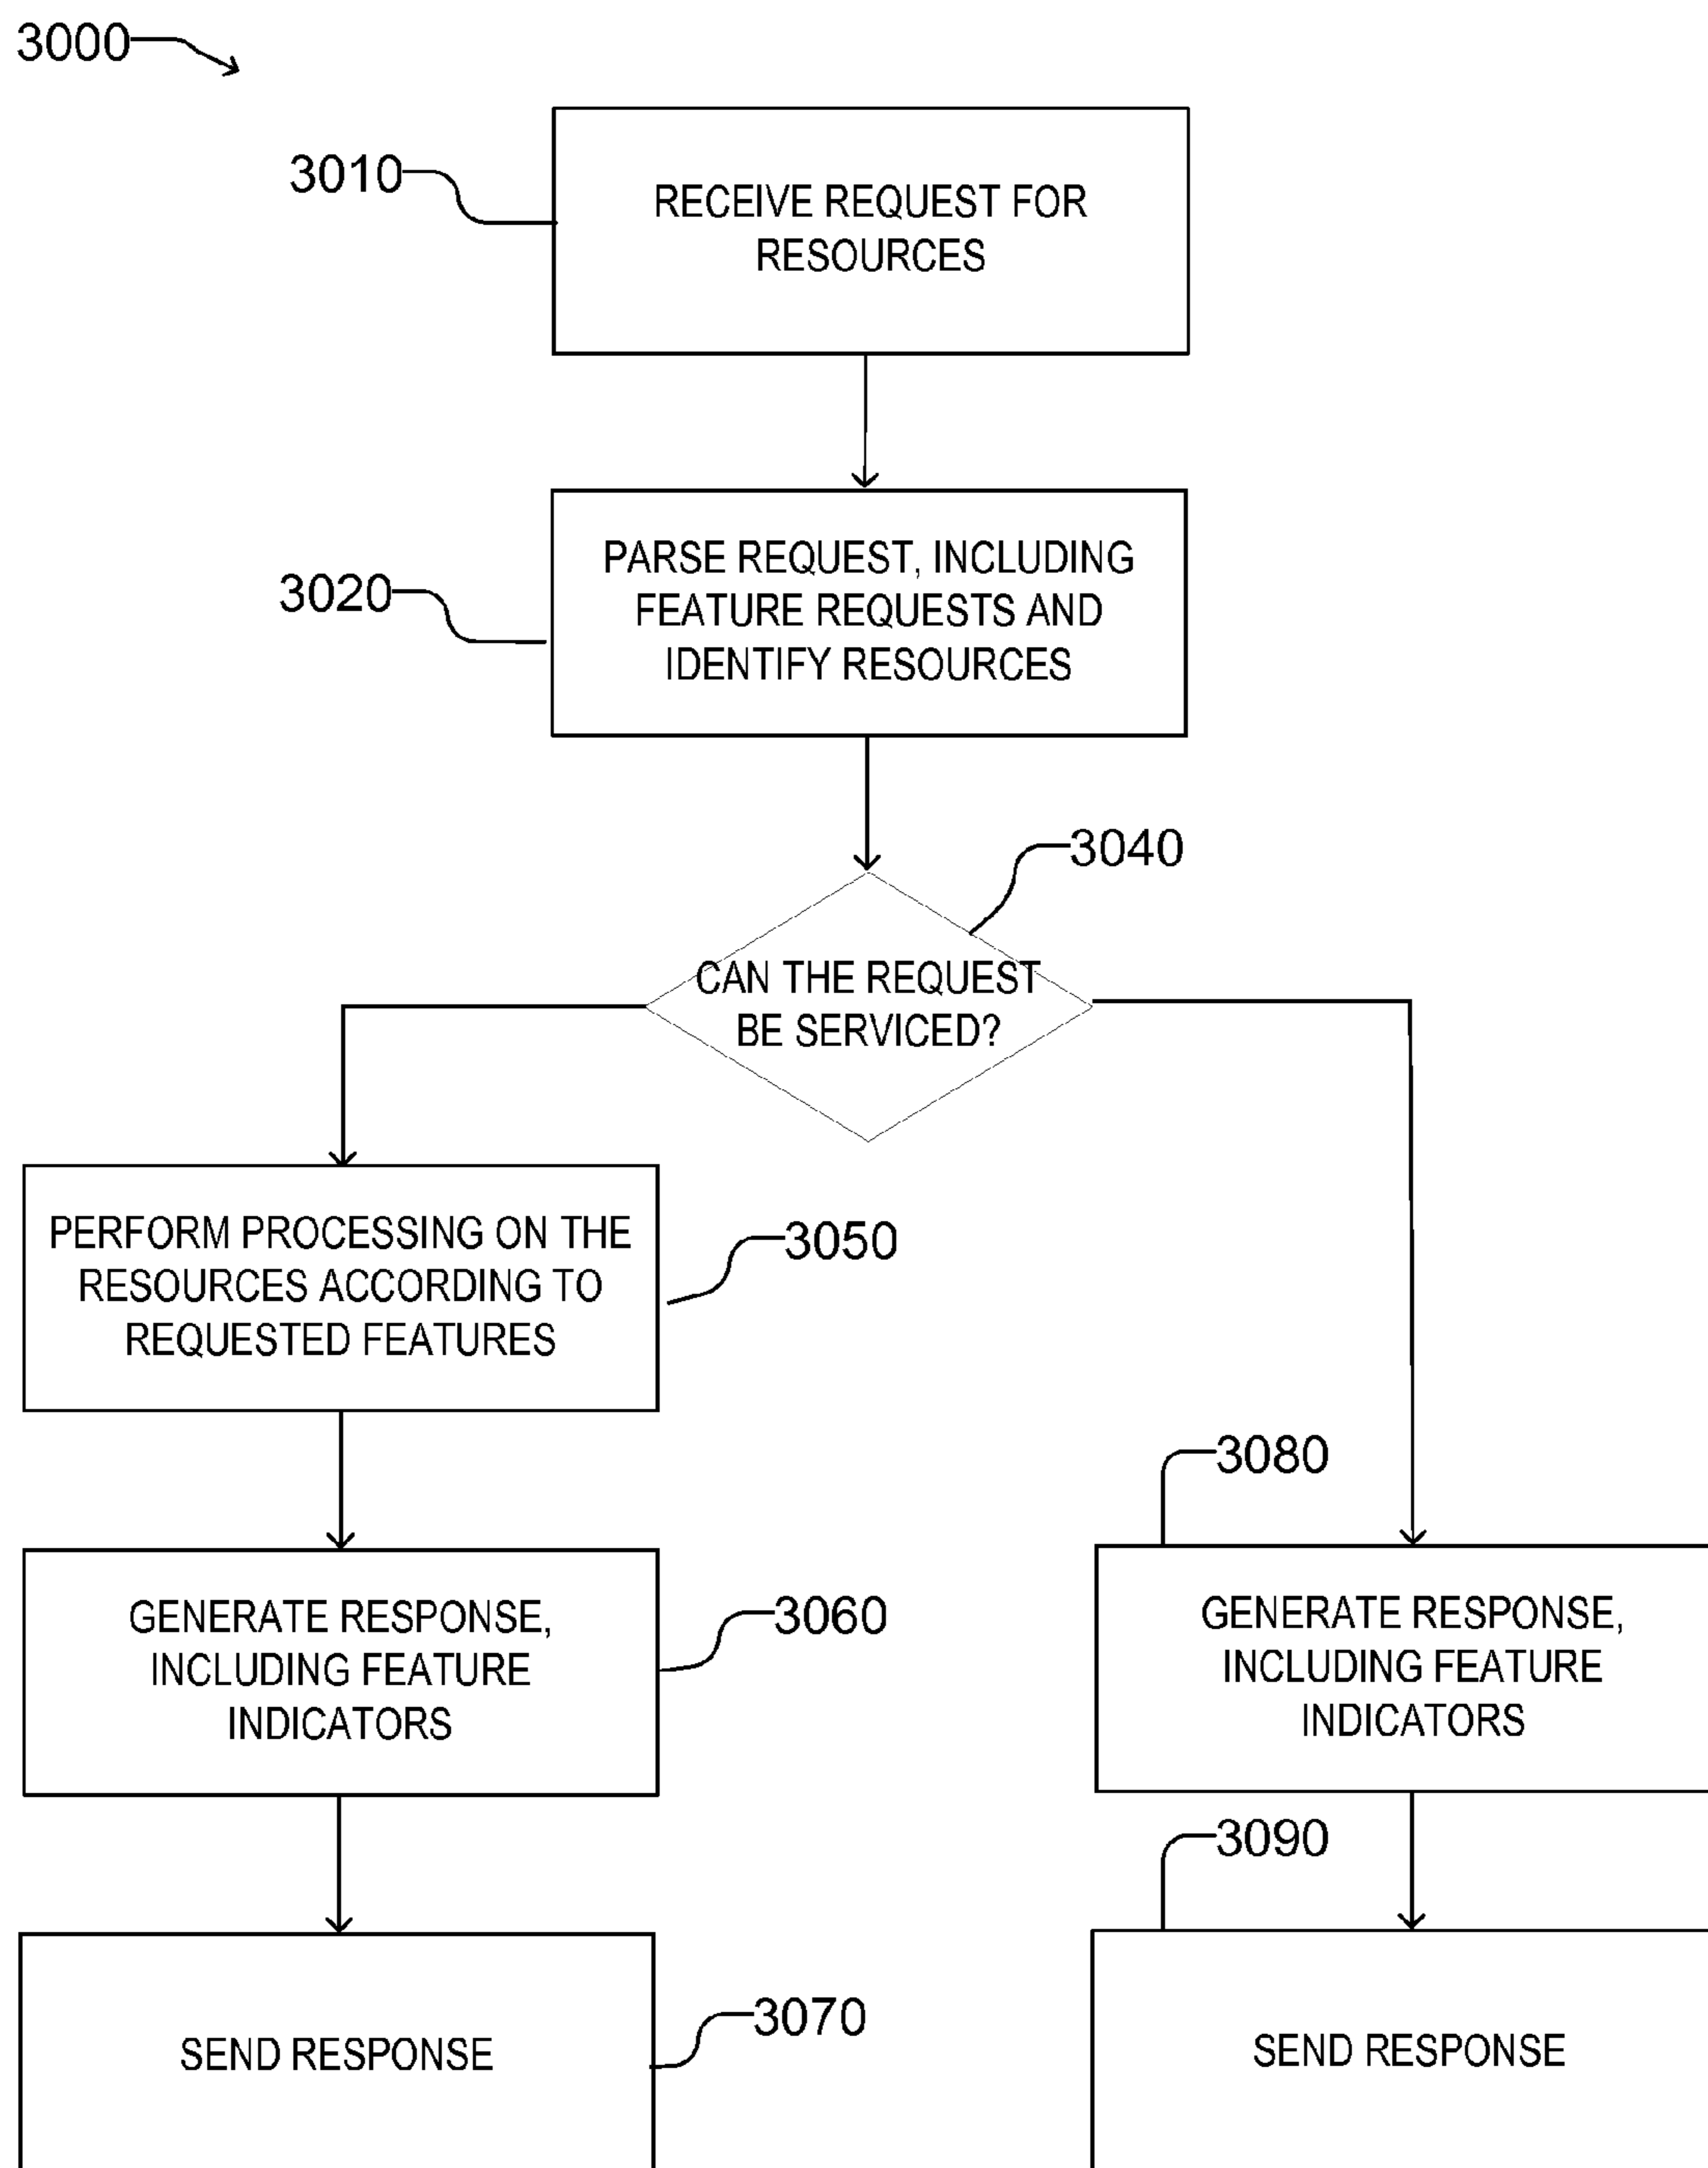 3000
3010
RECEIVE REQUEST FOR
RESOURCES
3020
PARSE REQUEST, INCLUDING
FEATURE REQUESTS AND
IDENTIFY RESOURCES
3040
CAN THE REQUEST
BE SERVICED?
PERFORM PROCESSING ON THE
RESOURCES ACCORDING TO
REQUESTED FEATURES
3050
3080
GENERATE RESPONSE,
INCLUDING FEATURE
INDICATORS
3060
GENERATE RESPONSE,
INCLUDING FEATURE
INDICATORS
3090
SEND RESPONSE
3070
SEND RESPONSE